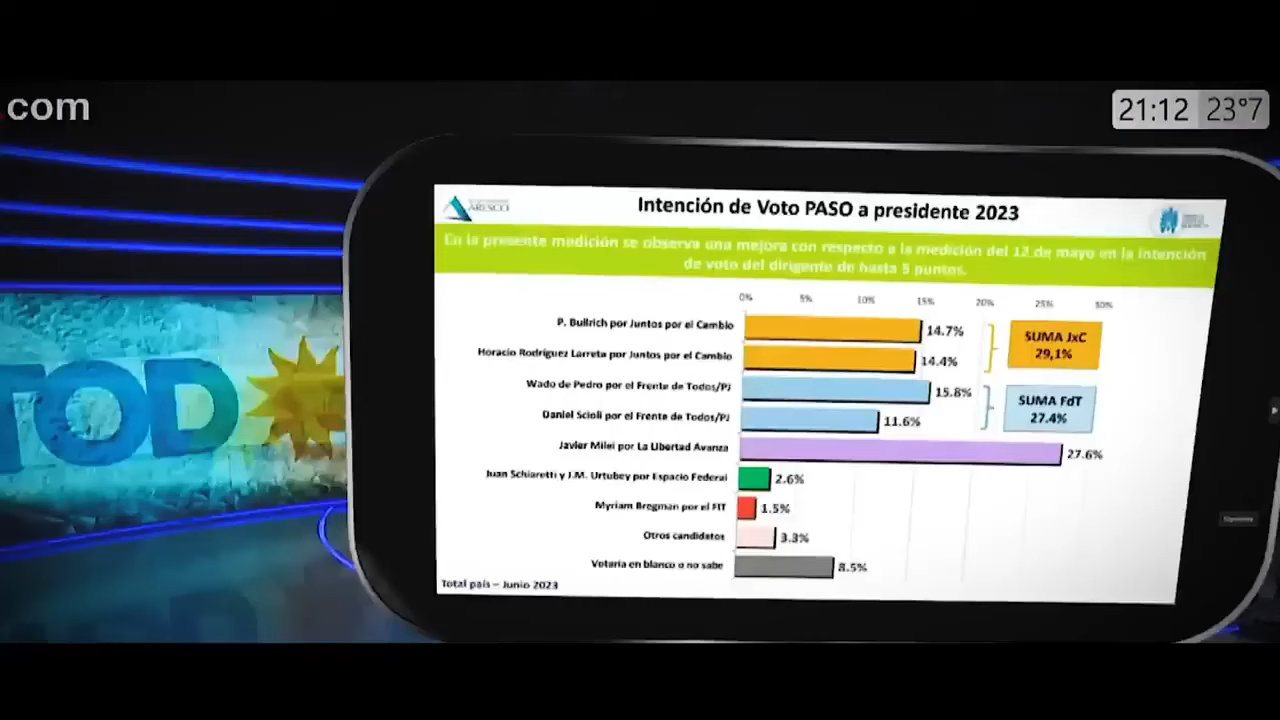 .com
21:12 23°7
ARESCO
Intención de Voto PASO a presidente 2023
En la presente medición se observa una mejora con respecto a la medición del 12 de mayo en la intención
de voto del dirigente de hasta 5 puntos.
0% 5% 10% 15% 20% 25% 30%
P. Bullrich por Juntos por el Cambio 14.7%
Horacio Rodríguez Larreta por Juntos por el Cambio 14.4%
SUMA JxC
29,1%
Wado de Pedro por el Frente de Todos/PJ 15.8%
Daniel Scioli por el Frente de Todos/PJ 11.6%
SUMA FdT
27.4%
Javier Milei por La Libertad Avanza 27.6%
Juan Schiaretti y J.M. Urtubey por Espacio Federal 2.6%
Myriam Bregman por el FIT 1.5%
Otros candidatos 3.3%
Votaría en blanco o no sabe 8.5%
Total país – Junio 2023
TOD